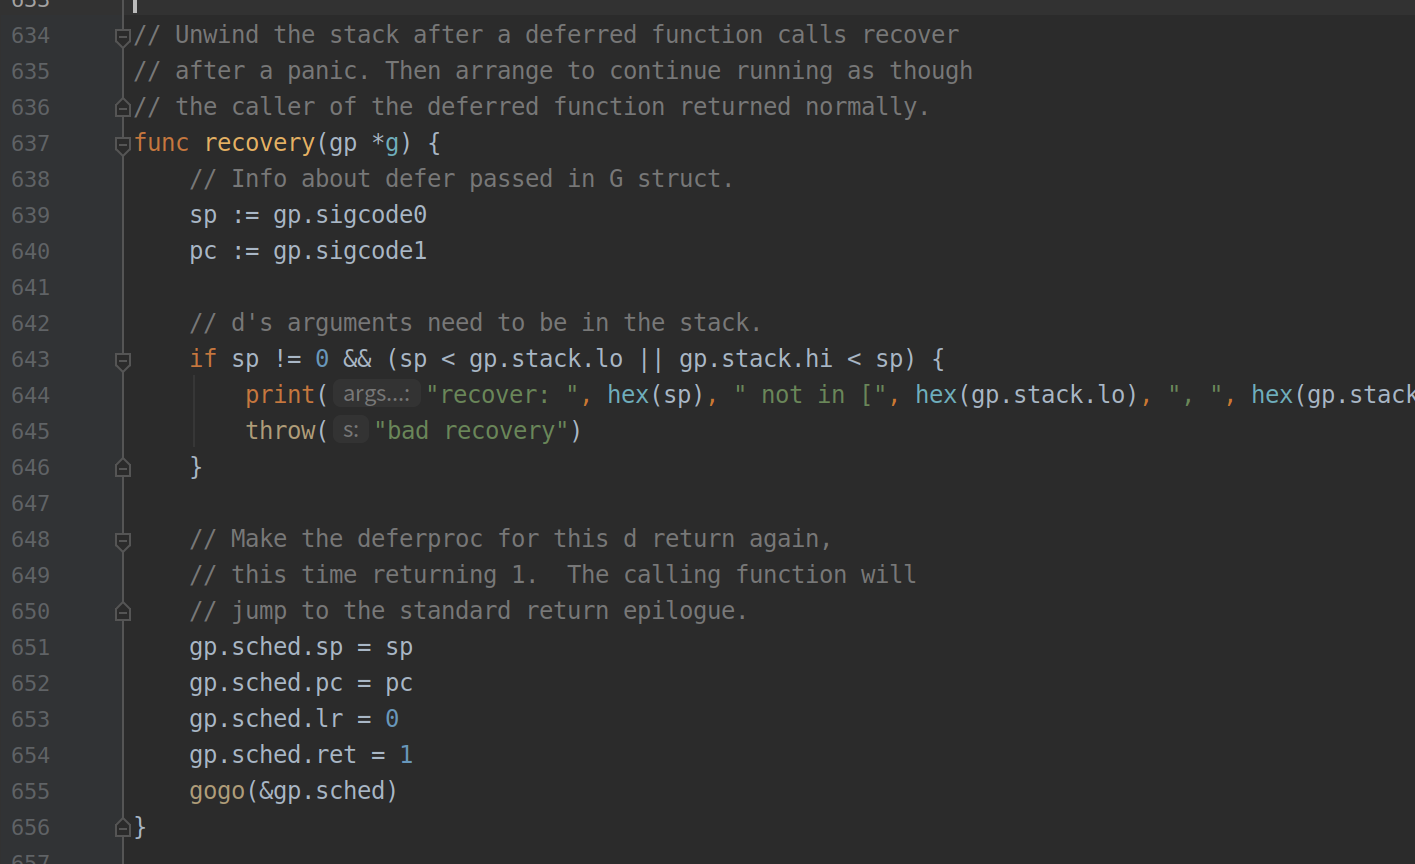 634 // Unwind the stack after a deferred function calls recover
635 // after a panic. Then arrange to continue running as though
636 // the caller of the deferred function returned normally.
637 func recovery(gp *g) {
638     // Info about defer passed in G struct.
639     sp := gp.sigcode0
640     pc := gp.sigcode1
641
642     // d's arguments need to be in the stack.
643     if sp != 0 && (sp < gp.stack.lo || gp.stack.hi < sp) {
644         print( args...: "recover: ", hex(sp), " not in [", hex(gp.stack.lo), ", ", hex(gp.stack
645         throw( s: "bad recovery")
646     }
647
648     // Make the deferproc for this d return again,
649     // this time returning 1.  The calling function will
650     // jump to the standard return epilogue.
651     gp.sched.sp = sp
652     gp.sched.pc = pc
653     gp.sched.lr = 0
654     gp.sched.ret = 1
655     gogo(&gp.sched)
656 }